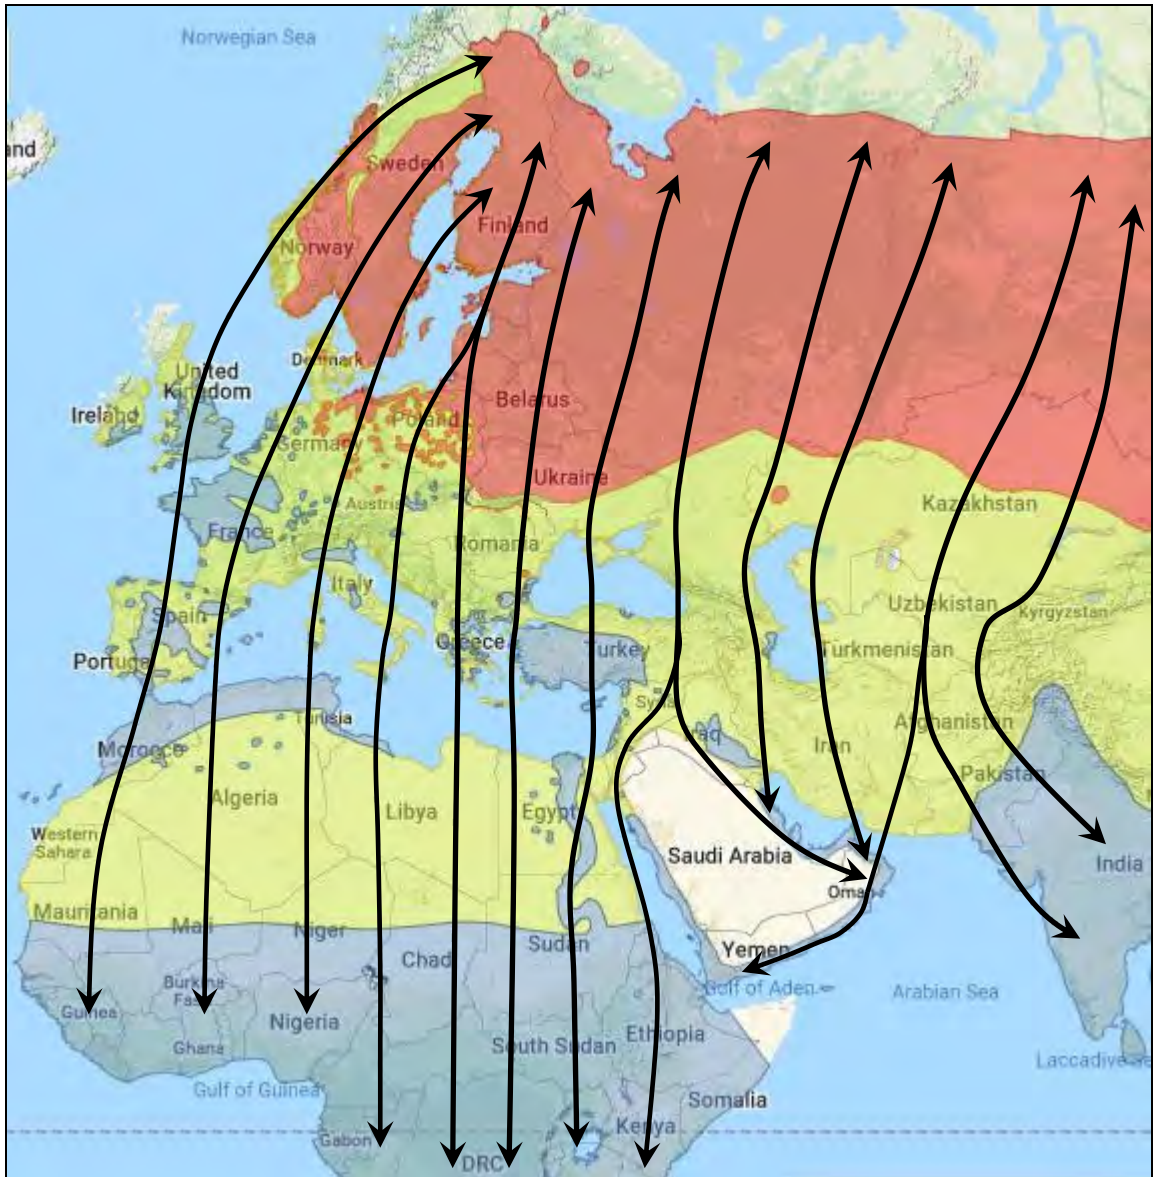 Norwegian Sea
and
Sweden
Finland
Norway
Denmark
United
Kingdom
Ireland
Belarus
Poland
Germany
Ukraine
Austria
Kazakhstan
France
Romania
Italy
Uzbekistan
Kyrgyzstan
Spain
Greece
Turkey
Turkmenistan
Portuga
Syria
Tunisia
Afghanistan
Iraq
Iran
Morocco
Pakistan
Algeria
Libya
Egypt
Western
Sahara
Saudi Arabia
India
Oman
Mauritania
Mali
Niger
Sudan
Yemen
Chad
Burkina
Faso
Gulf of Aden
Arabian Sea
Guinea
Nigeria
Ethiopia
South Sudan
Ghana
Laccadive Se
Gulf of Guinea
Somalia
Kenya
Gabon
DRC